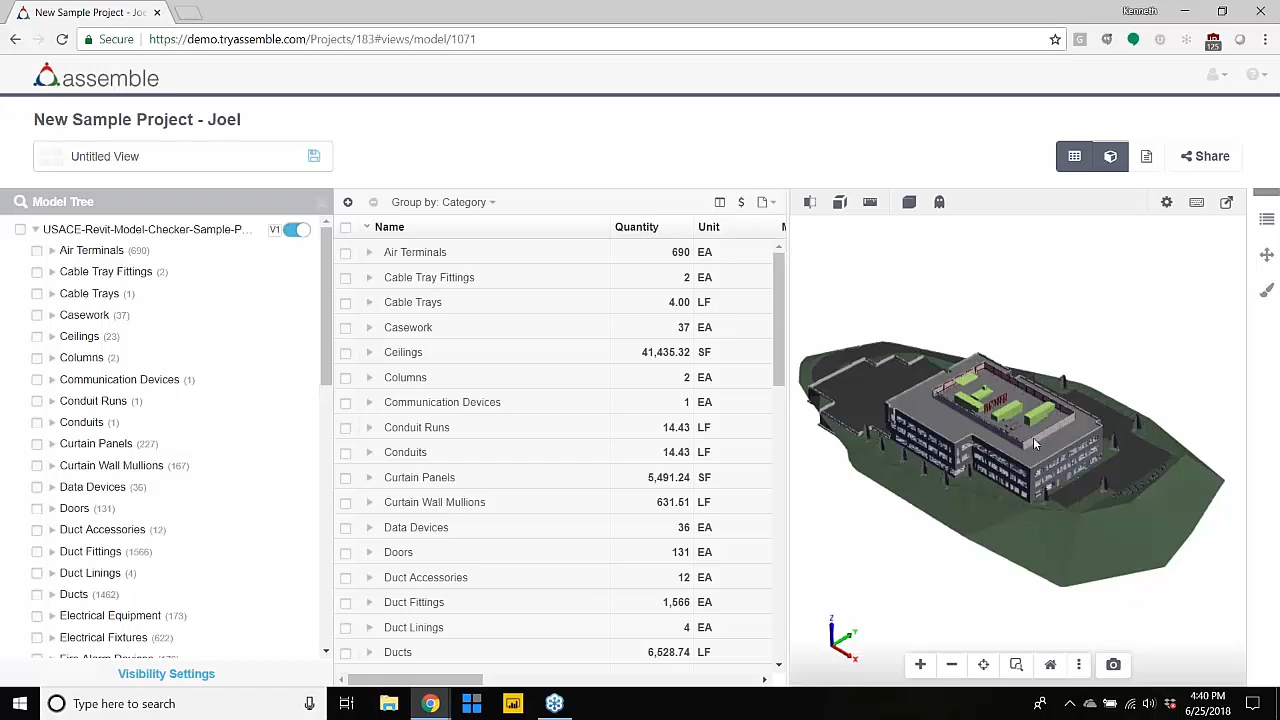 New Sample Project - Joe
Kenneth
Secure
https://demo.tryassemble.com/Projects/183#views/model/1071
125
assemble
New Sample Project - Joel
Untitled View
Share
Model Tree
Group by: Category
$
USACE-Revit-Model-Checker-Sample-P...
V1
Name
Quantity
Unit
Air Terminals (690)
Cable Tray Fittings (2)
Cable Trays (1)
Casework (37)
Ceilings (23)
Columns (2)
Communication Devices (1)
Conduit Runs (1)
Conduits (1)
Curtain Panels (227)
Curtain Wall Mullions (167)
Data Devices (36)
Doors (131)
Duct Accessories (12)
Duct Fittings (1566)
Duct Linings (4)
Ducts (1462)
Electrical Equipment (173)
Electrical Fixtures (622)
Visibility Settings
Air Terminals 690 EA
Cable Tray Fittings 2 EA
Cable Trays 4.00 LF
Casework 37 EA
Ceilings 41,435.32 SF
Columns 2 EA
Communication Devices 1 EA
Conduit Runs 14.43 LF
Conduits 14.43 LF
Curtain Panels 5,491.24 SF
Curtain Wall Mullions 631.51 LF
Data Devices 36 EA
Doors 131 EA
Duct Accessories 12 EA
Duct Fittings 1,566 EA
Duct Linings 4 EA
Ducts 6,528.74 LF
Z
Y
X
Type here to search
4:40 PM
6/25/2018